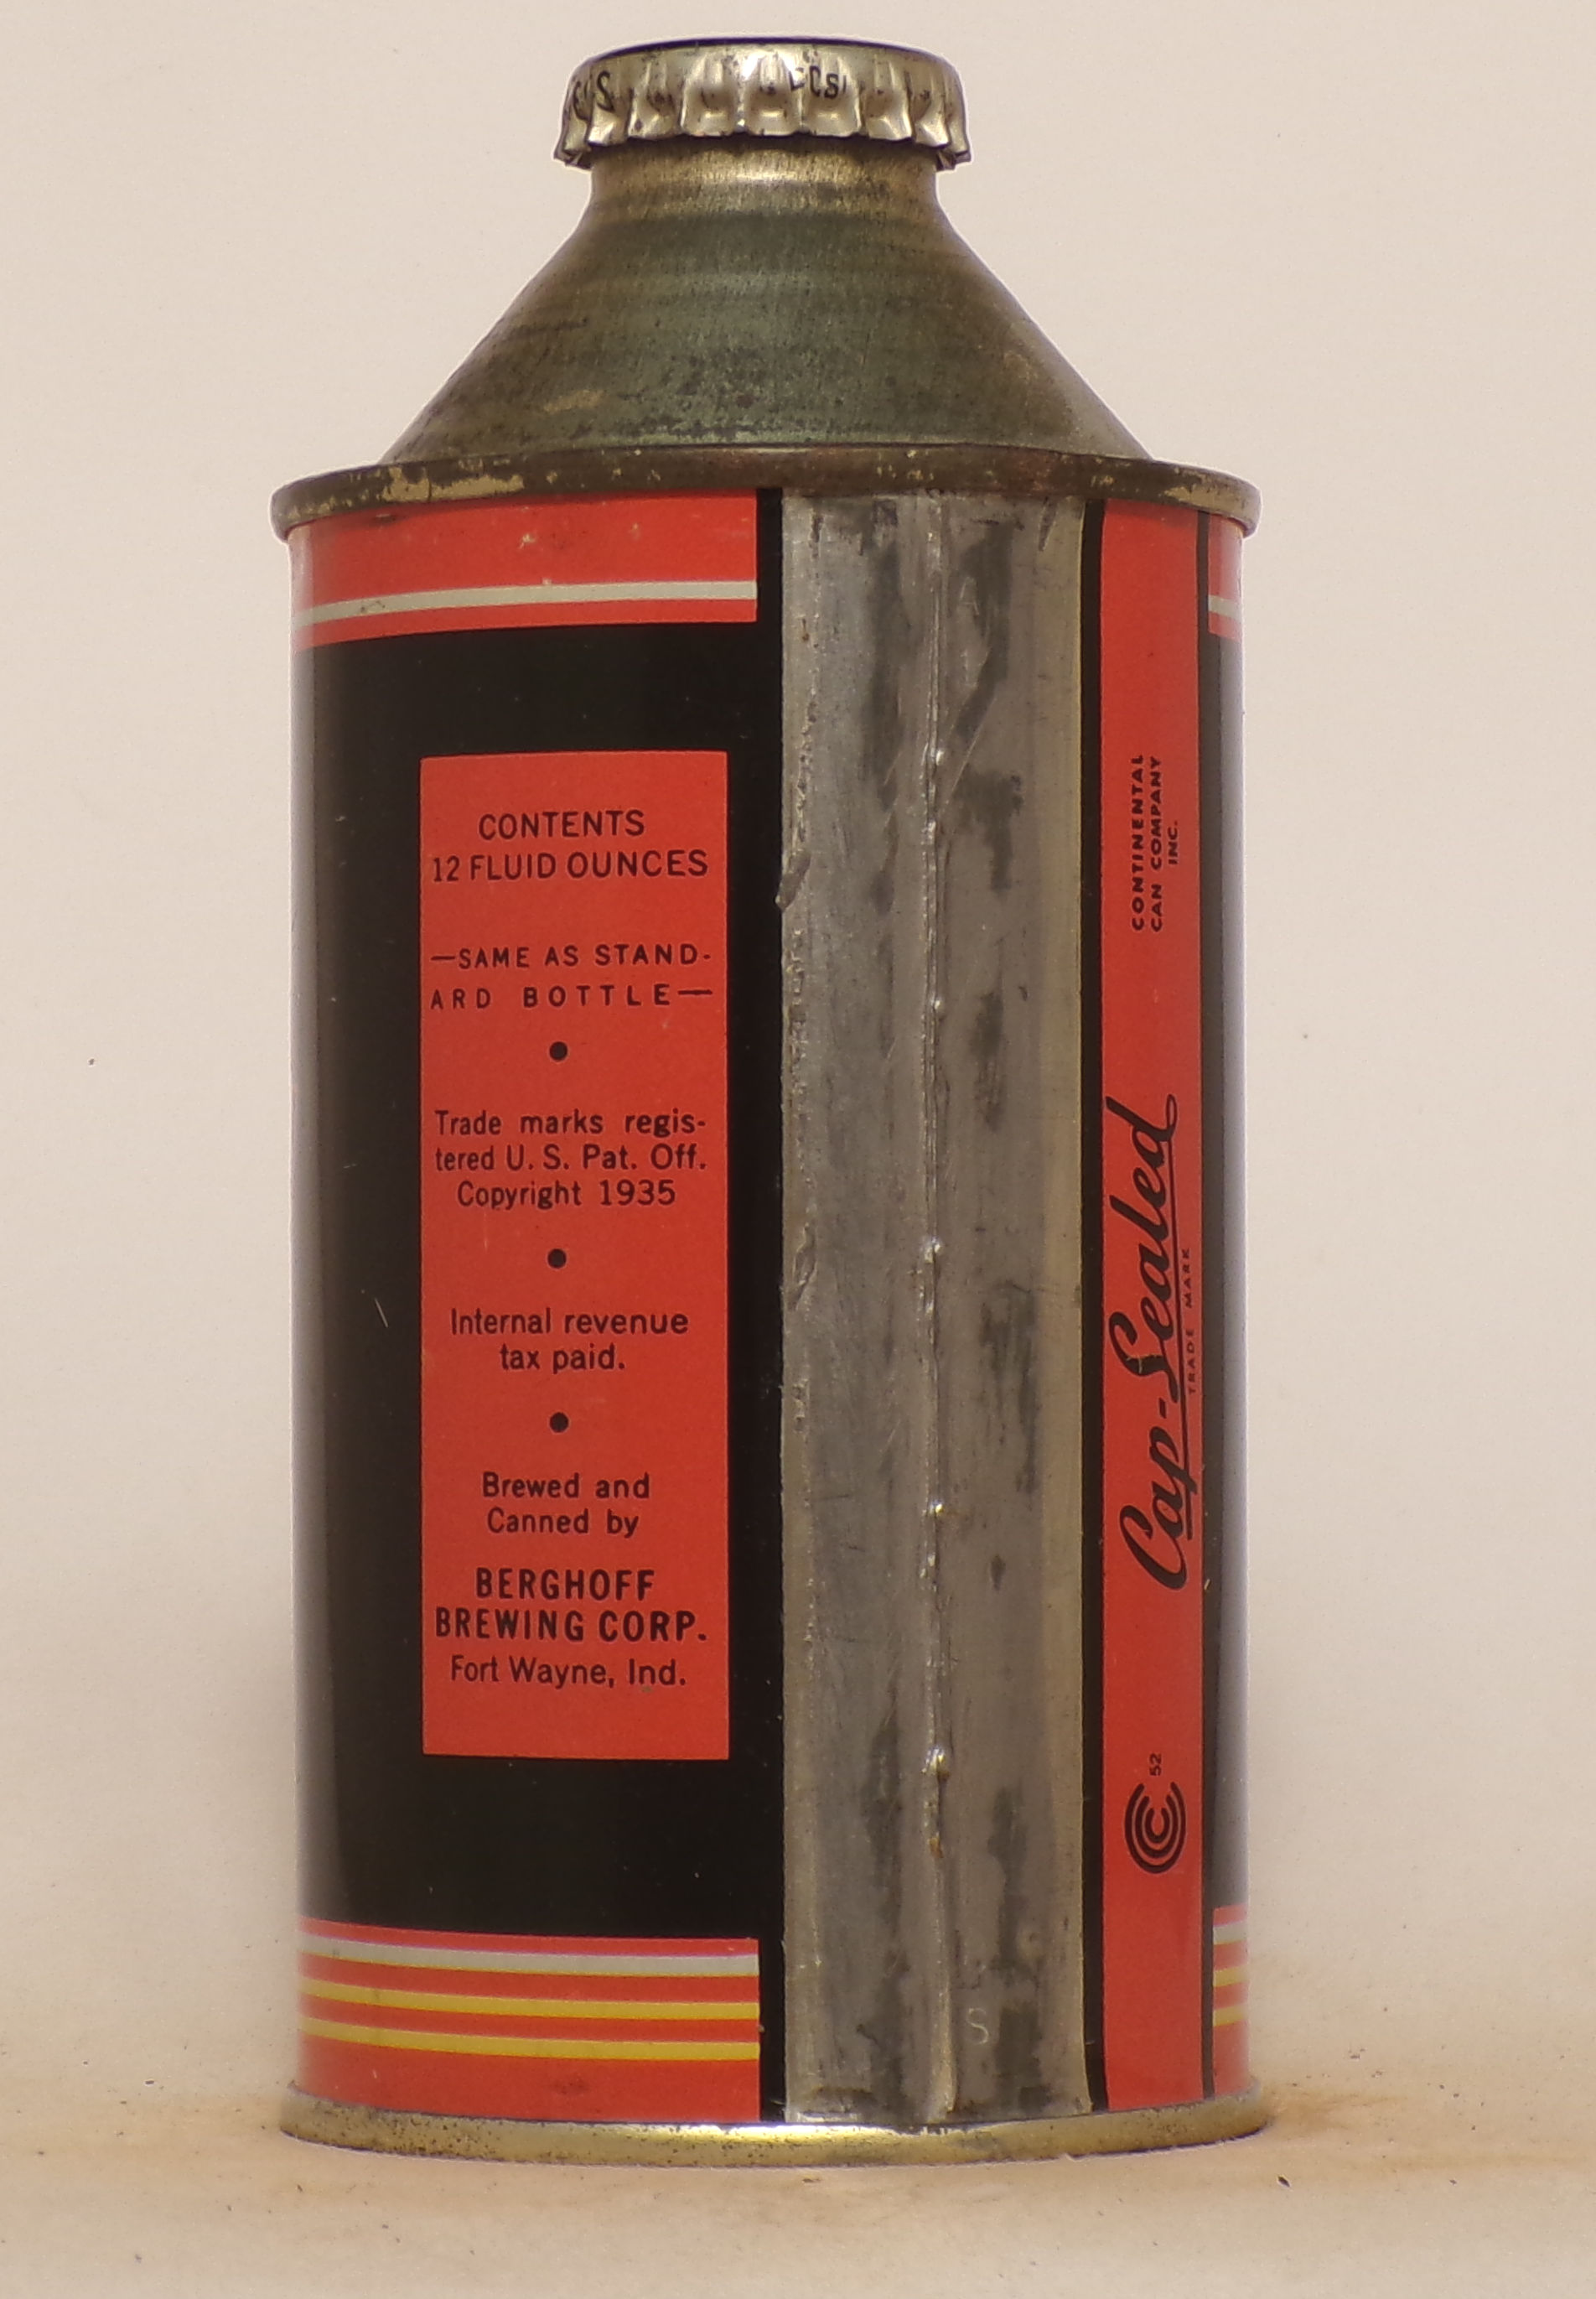 CONTENTS
12 FLUID OUNCES
—SAME AS STAND-
ARD BOTTLE—
Trade marks regis-
tered U. S. Pat. Off.
Copyright 1935
Internal revenue
tax paid.
Brewed and
Canned by
BERGHOFF
BREWING CORP.
Fort Wayne, Ind.
CONTINENTAL
CAN COMPANY
INC.
Cap-Sealed
TRADE MARK
CCC 52
S